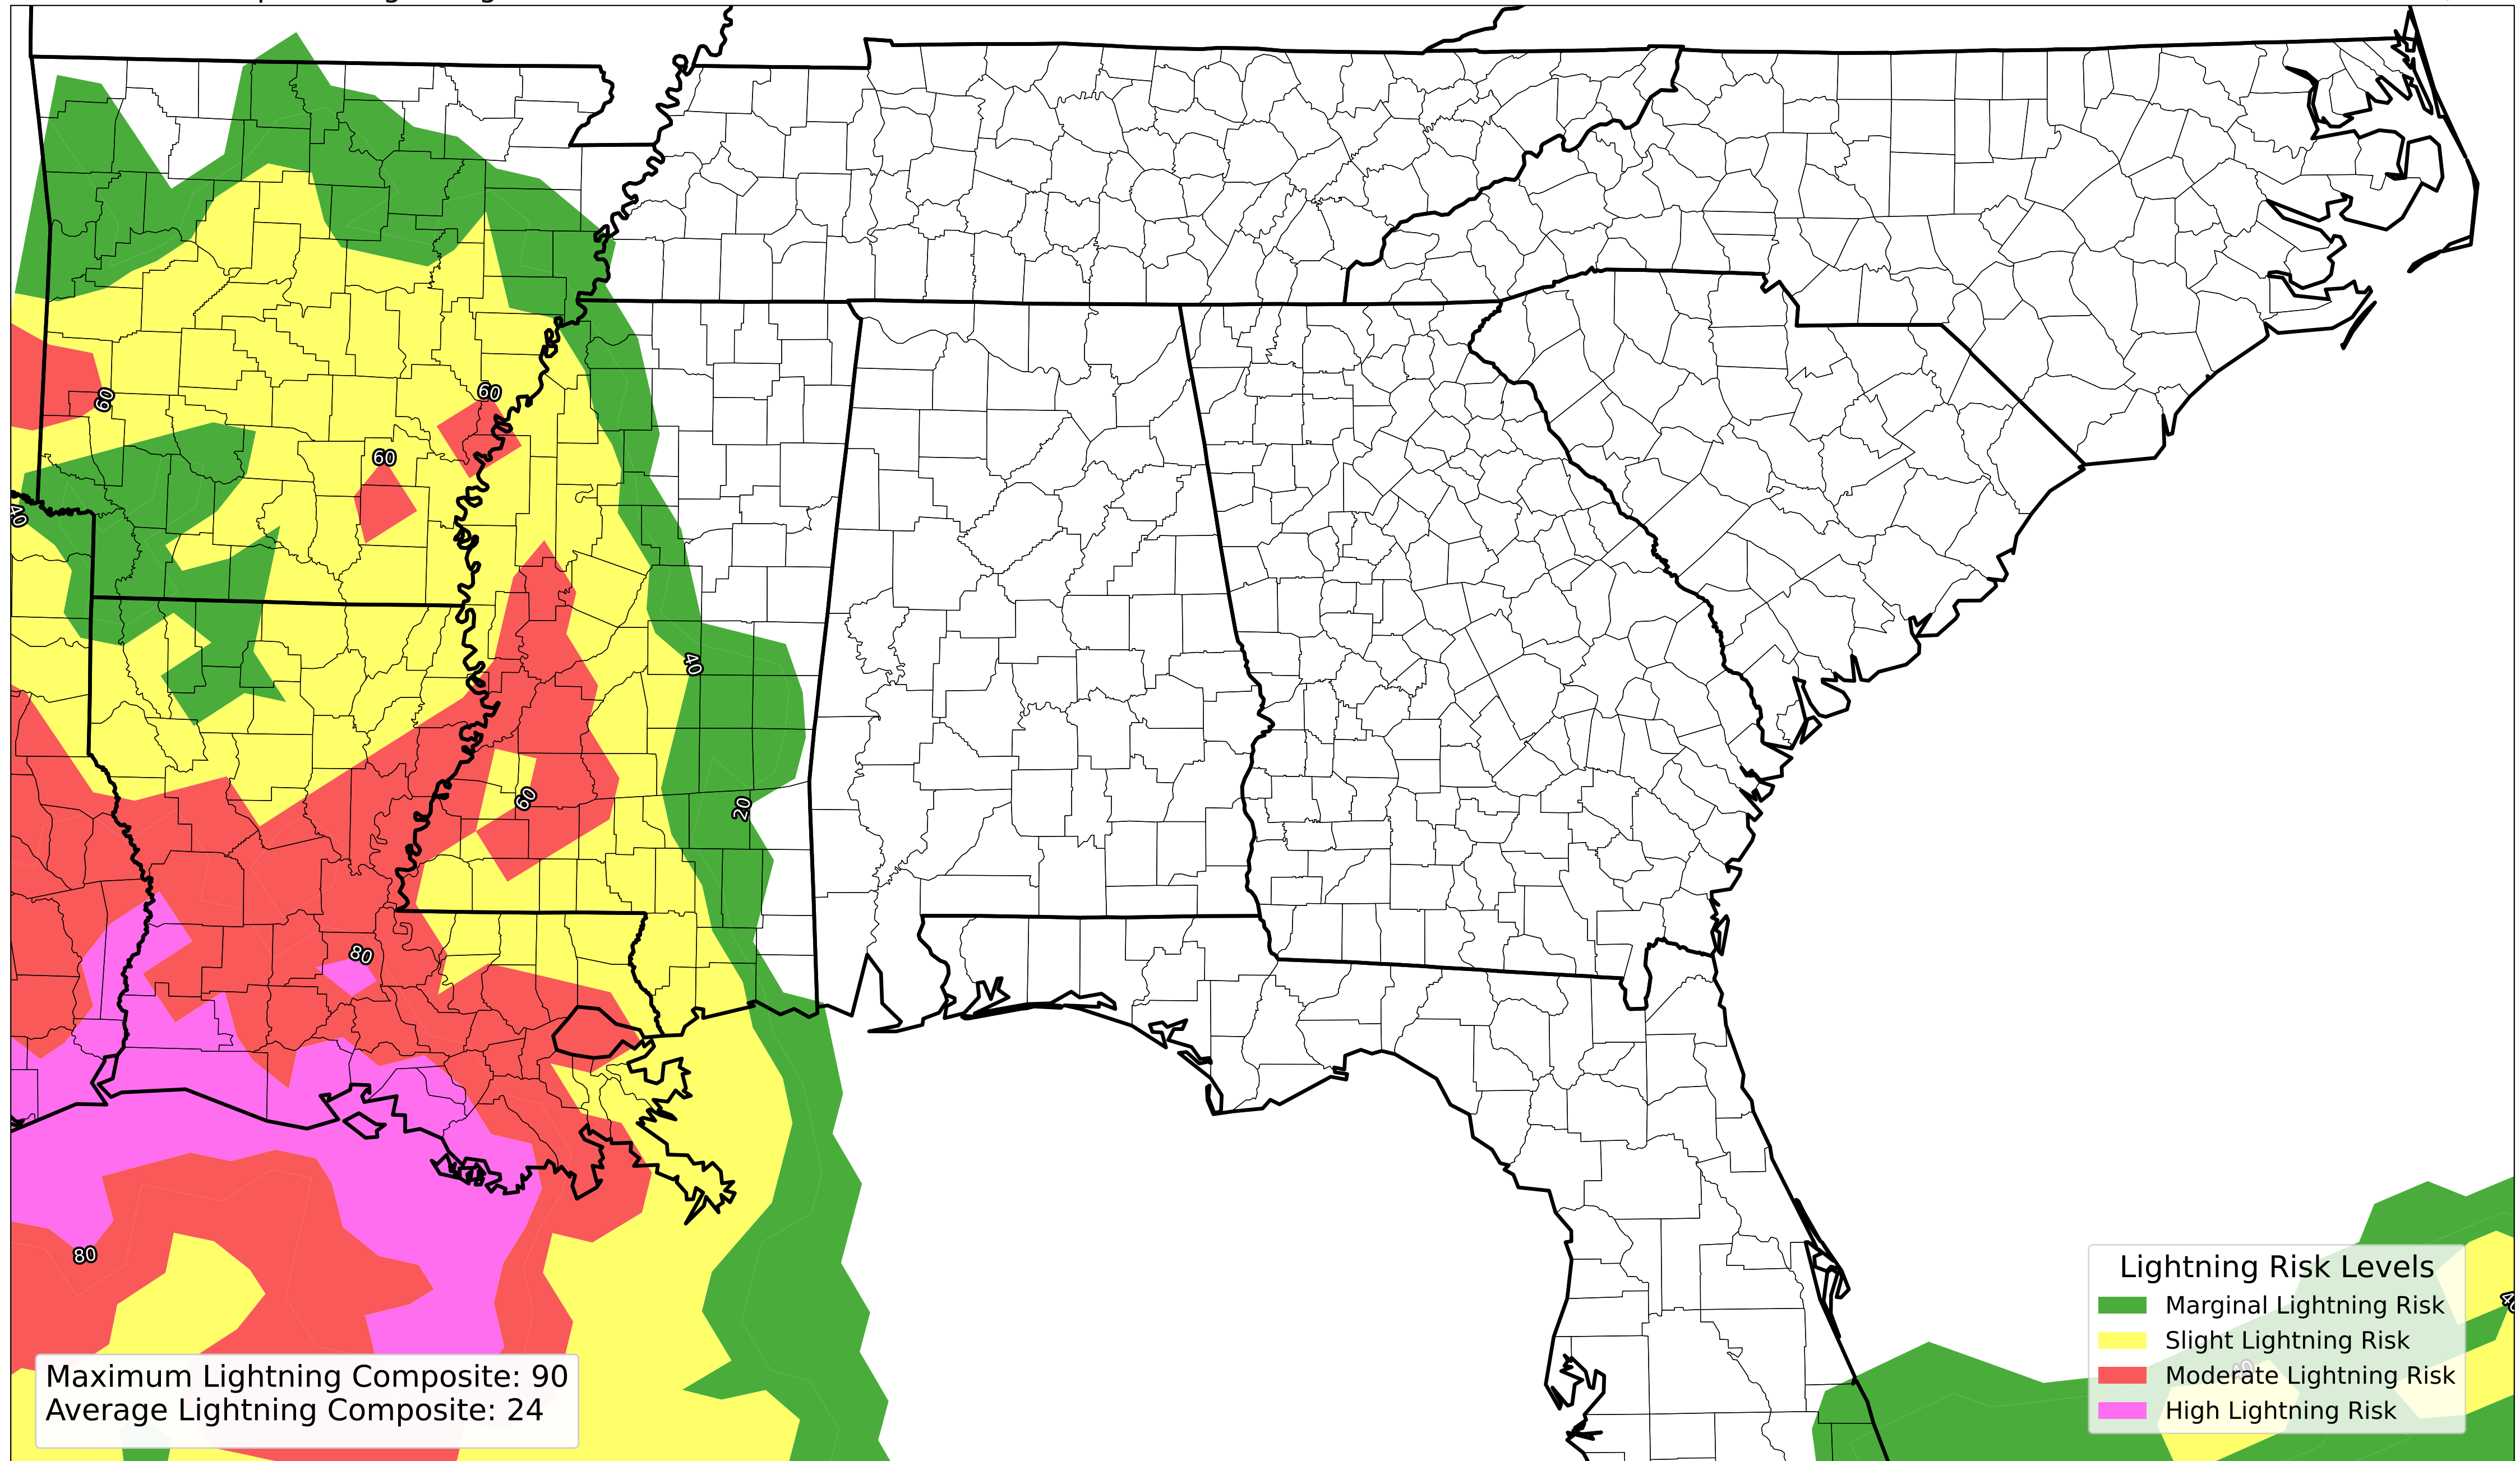 60
60
60
40
40
20
60
80
80
40
Lightning Risk Levels
Marginal Lightning Risk
Slight Lightning Risk
Moderate Lightning Risk
High Lightning Risk
Maximum Lightning Composite: 90
Average Lightning Composite: 24